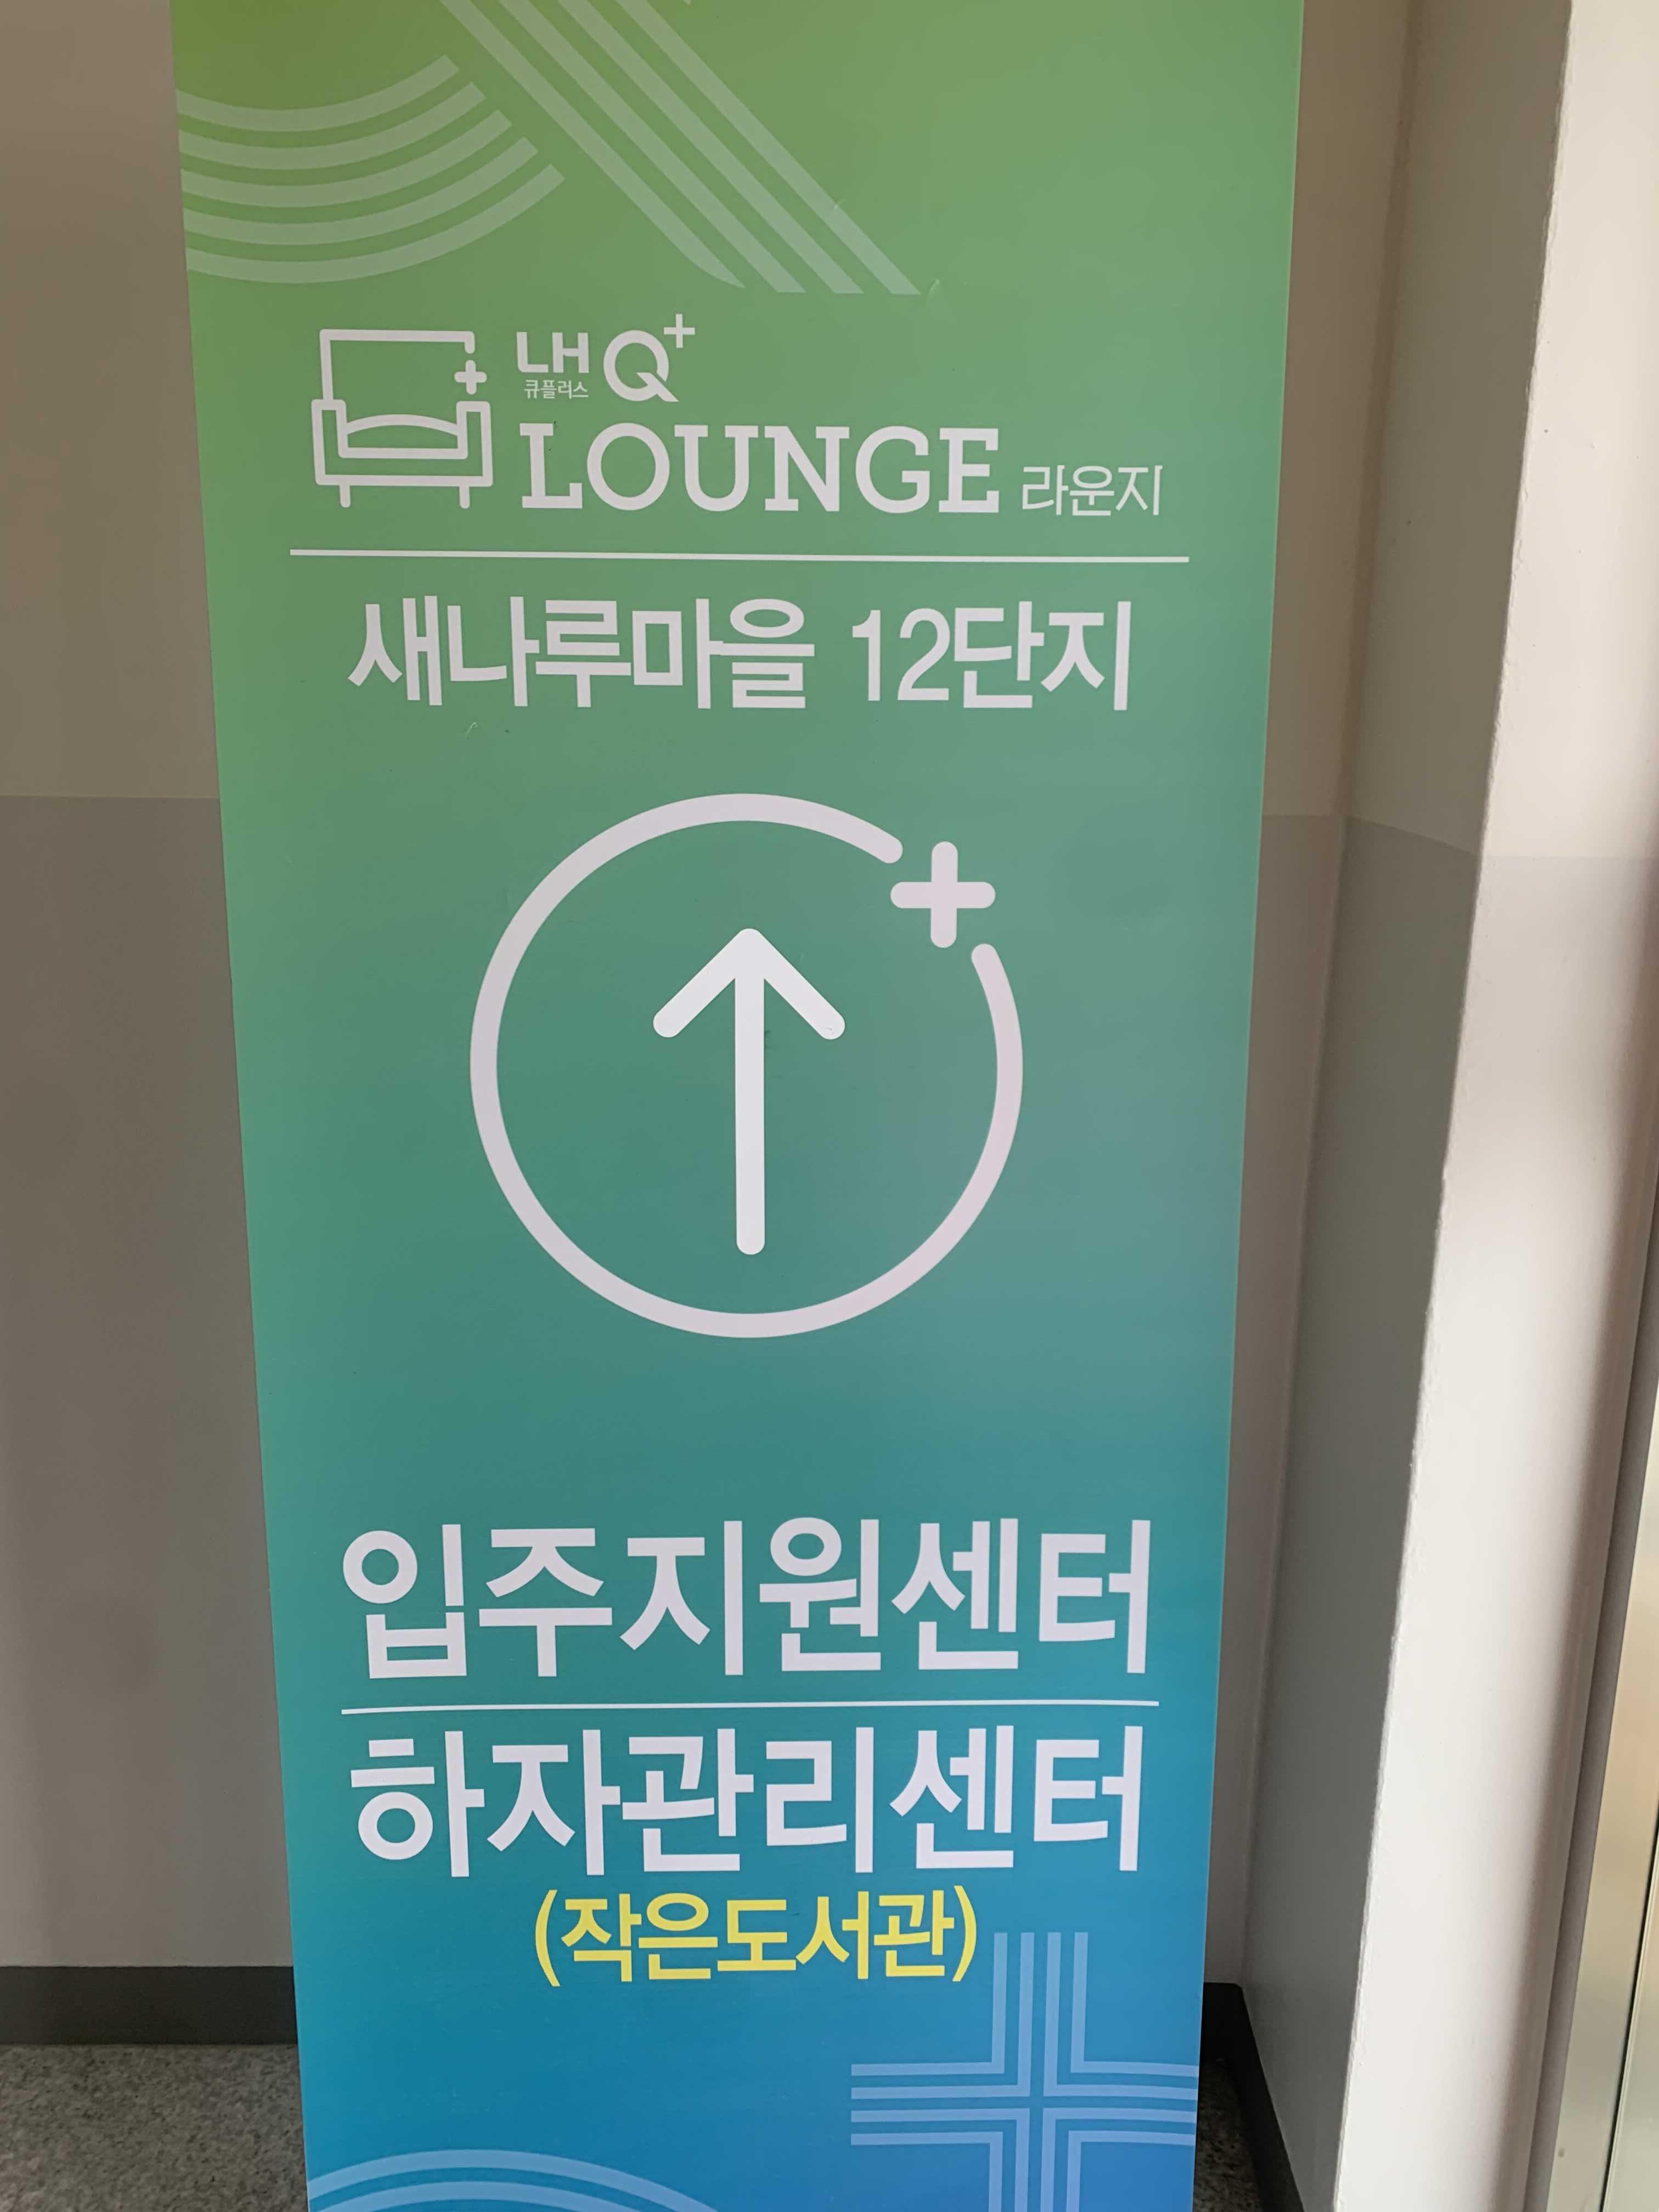 LH Q+
큐플러스
LOUNGE 라운지
새나루마을 12단지
입주지원센터
하자관리센터
(작은도서관)